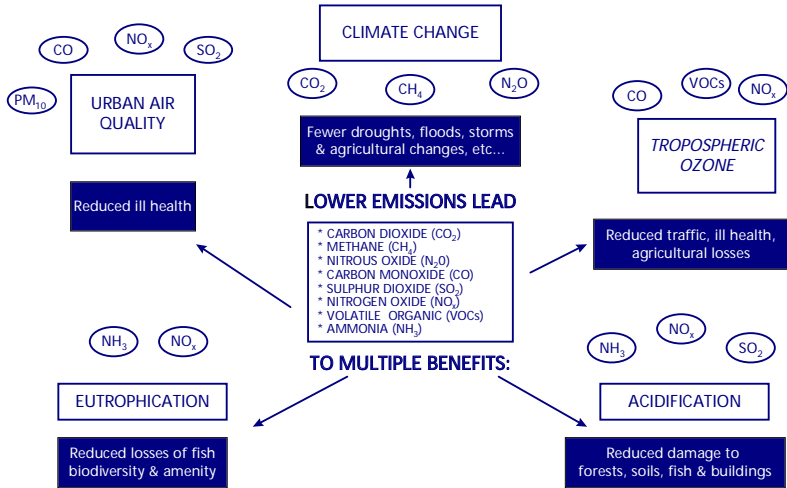 CO
NOₓ
SO₂
PM₁₀
URBAN AIR
QUALITY
Reduced ill health
CLIMATE CHANGE
CO₂
CH₄
N₂O
Fewer droughts, floods, storms
& agricultural changes, etc...
CO
VOCs
NOₓ
TROPOSPHERIC
OZONE
Reduced traffic, ill health,
agricultural losses
LOWER EMISSIONS LEAD
* CARBON DIOXIDE (CO₂)
* METHANE (CH₄)
* NITROUS OXIDE (N₂0)
* CARBON MONOXIDE (CO)
* SULPHUR DIOXIDE (SO₂)
* NITROGEN OXIDE (NOₓ)
* VOLATILE ORGANIC (VOCs)
* AMMONIA (NH₃)
TO MULTIPLE BENEFITS:
NH₃
NOₓ
EUTROPHICATION
Reduced losses of fish
biodiversity & amenity
NH₃
NOₓ
SO₂
ACIDIFICATION
Reduced damage to
forests, soils, fish & buildings